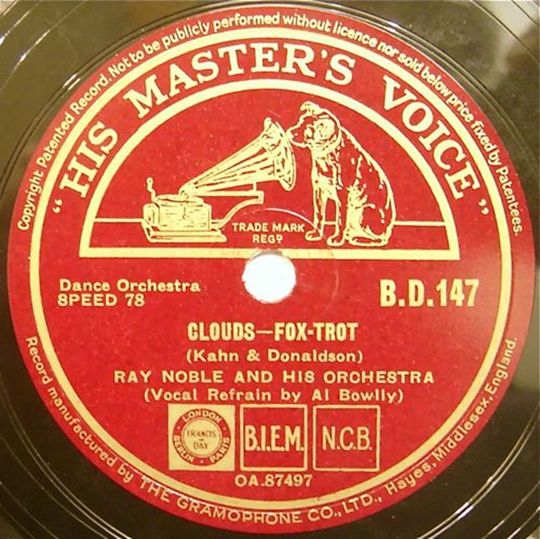 Copyright Patented Record. Not to be publicly performed without licence nor sold below price fixed by Patentees.
"HIS MASTER'S VOICE"
TRADE MARK
REGD
Dance Orchestra
SPEED 78
B.D.147
CLOUDS—FOX-TROT
(Kahn & Donaldson)
RAY NOBLE AND HIS ORCHESTRA
(Vocal Refrain by Al Bowlly)
LONDON
FRANCIS
DAY
BERLIN PARIS
B.I.E.M.
N.C.B.
OA.87497
Record manufactured by THE GRAMOPHONE CO., LTD., Hayes, Middlesex, England.